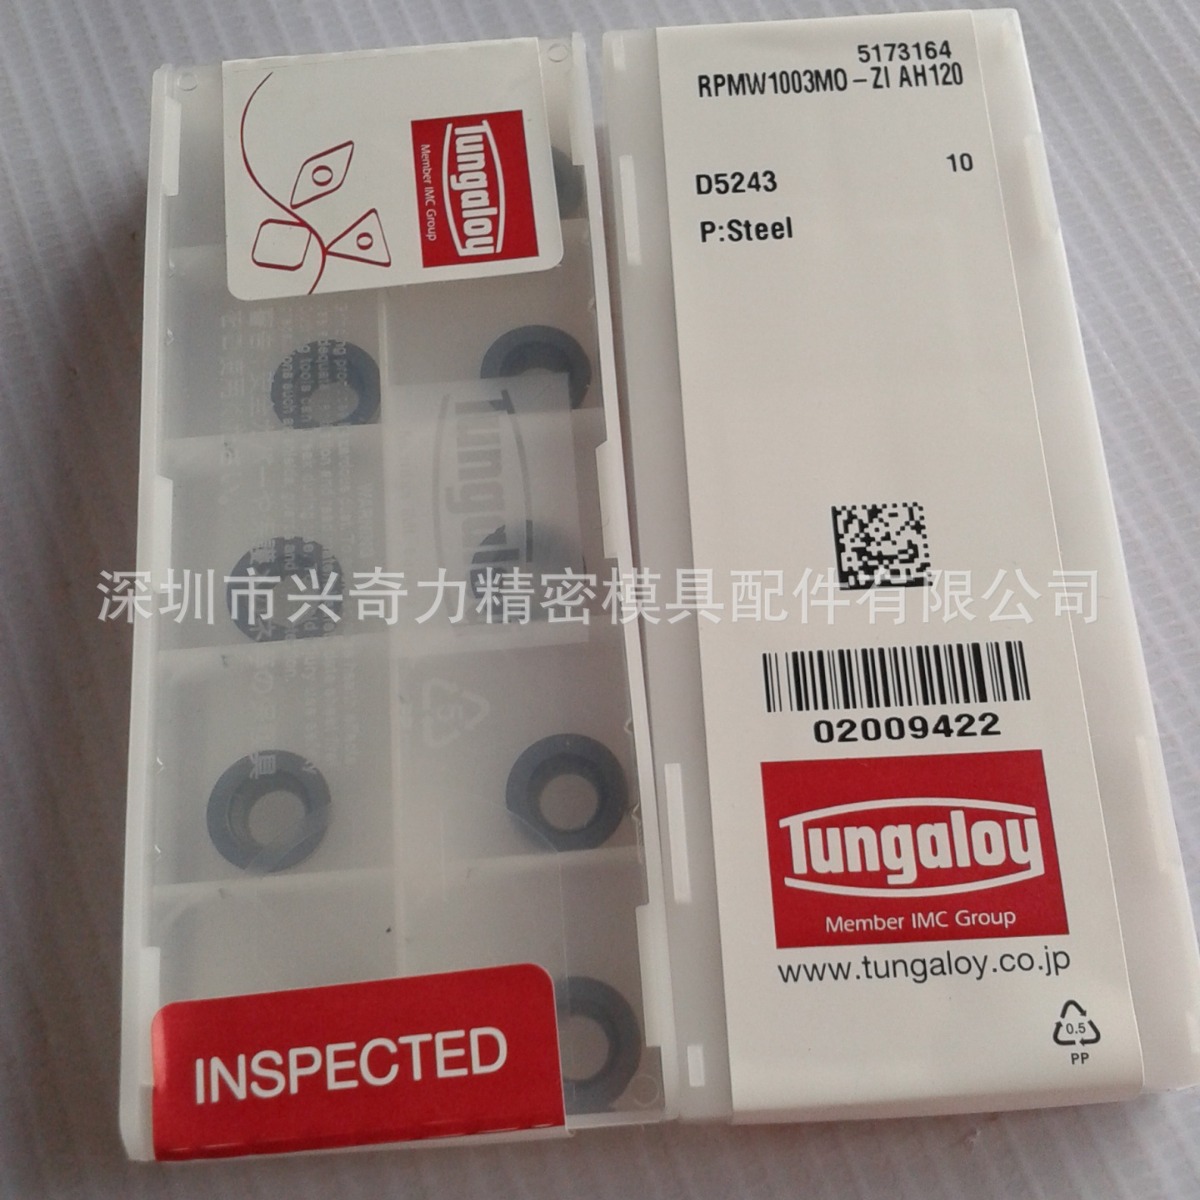 Tungaloy
Member IMC Group
INSPECTED
5173164
RPMW1003MO-ZI AH120
D5243
10
P:Steel
深圳市兴奇力精密模具配件有限公司
02009422
Tungaloy
Member IMC Group
www.tungaloy.co.jp
0.5
PP